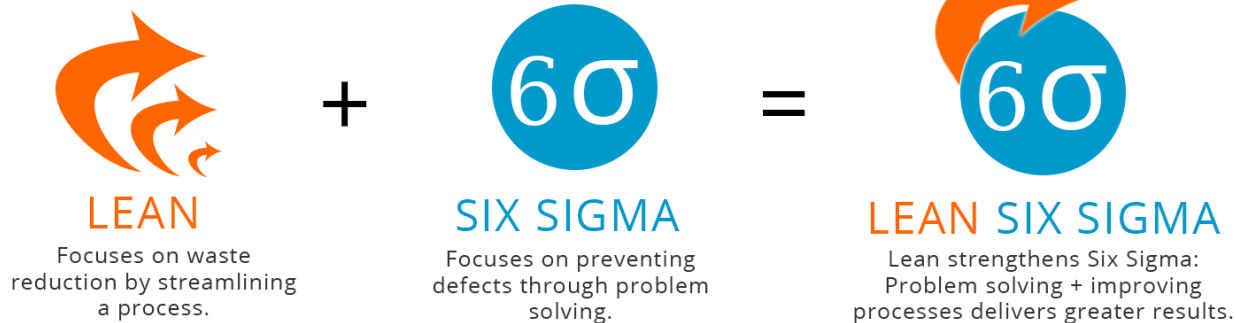 +
6σ
=
6σ
LEAN
Focuses on waste
reduction by streamlining
a process.
SIX SIGMA
Focuses on preventing
defects through problem
solving.
LEAN SIX SIGMA
Lean strengthens Six Sigma:
Problem solving + improving
processes delivers greater results.